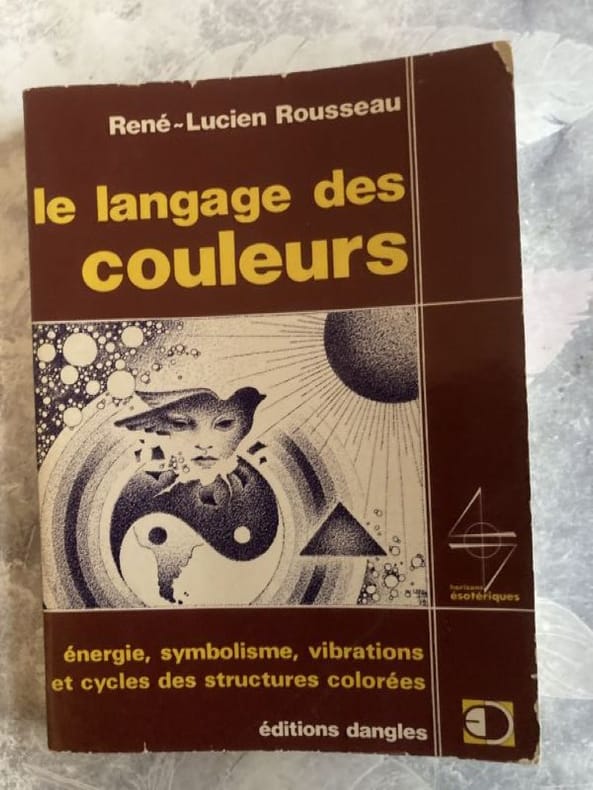 René~Lucien Rousseau
le langage des
couleurs
horizons
ésotériques
énergie, symbolisme, vibrations
et cycles des structures colorées
éditions dangles